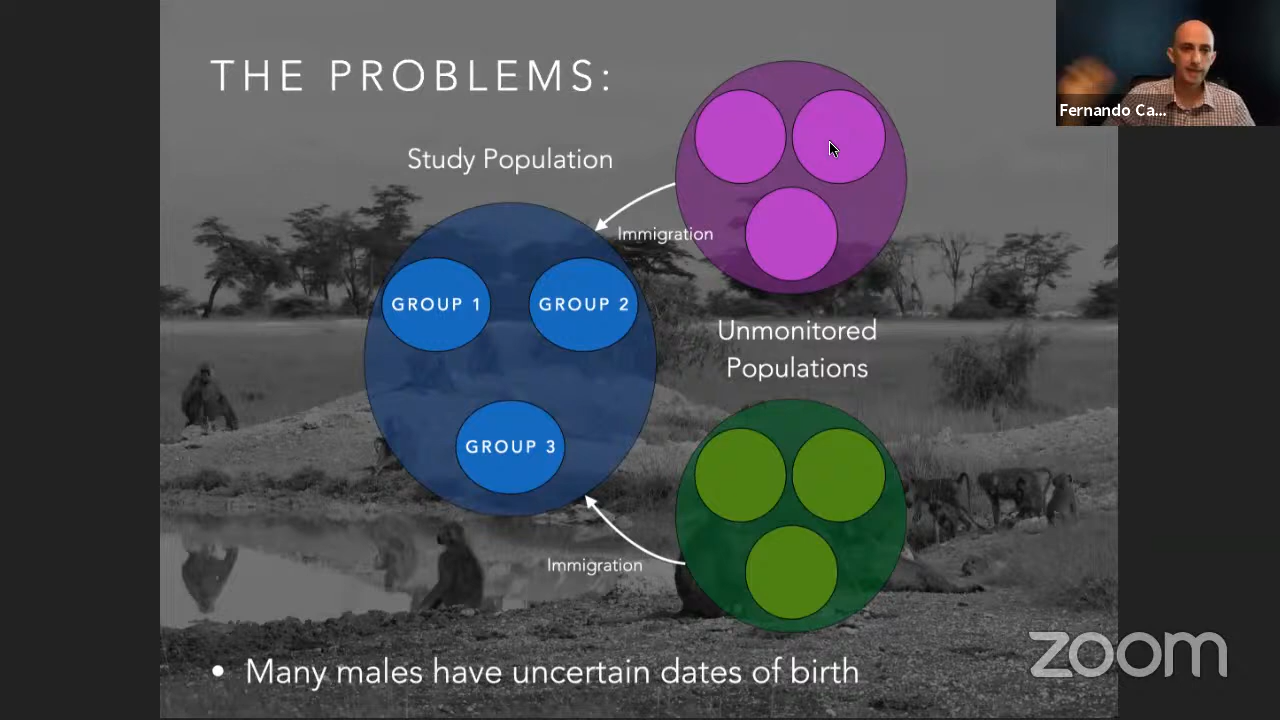 THE PROBLEMS:
Fernando Ca...
Study Population
Immigration
GROUP 1
GROUP 2
Unmonitored
Populations
GROUP 3
Immigration
• Many males have uncertain dates of birth
zoom